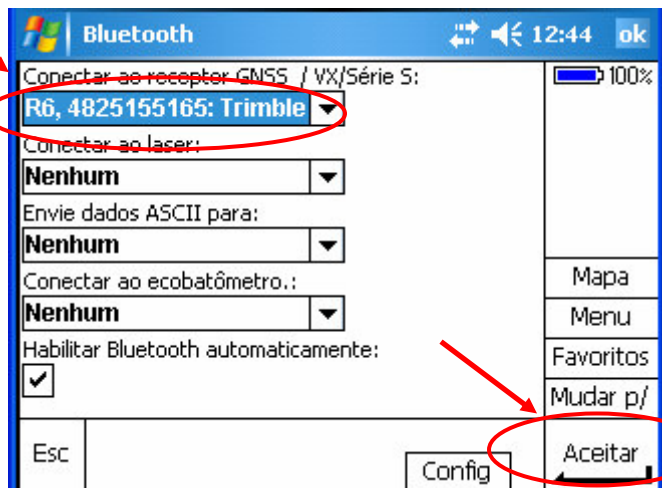 Bluetooth 12:44 ok
Conectar ao receptor GNSS / VX/Série S:
100%
R6, 4825155165: Trimble
Conectar ao laser:
Nenhum
Envie dados ASCII para:
Nenhum
Conectar ao ecobatômetro.:
Nenhum
Habilitar Bluetooth automaticamente:
Mapa
Menu
Favoritos
Mudar p/
Esc
Config
Aceitar